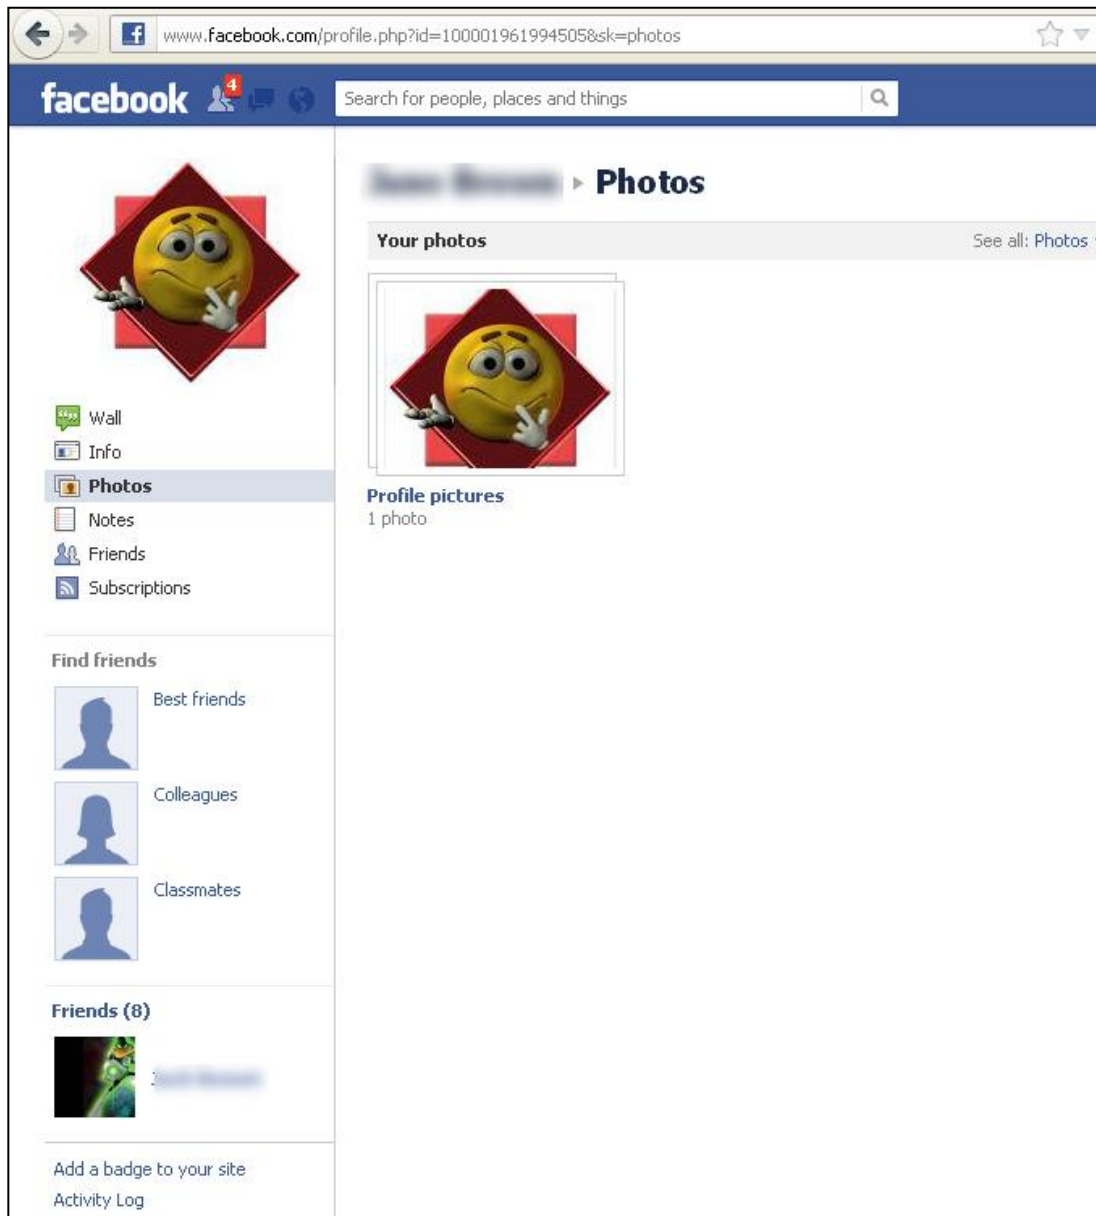 www.facebook.com/profile.php?id=100001961994505&sk=photos
facebook 4 Search for people, places and things
Photos
Your photos See all: Photos
Profile pictures
1 photo
Wall
Info
Photos
Notes
Friends
Subscriptions
Find friends
Best friends
Colleagues
Classmates
Friends (8)
Add a badge to your site
Activity Log